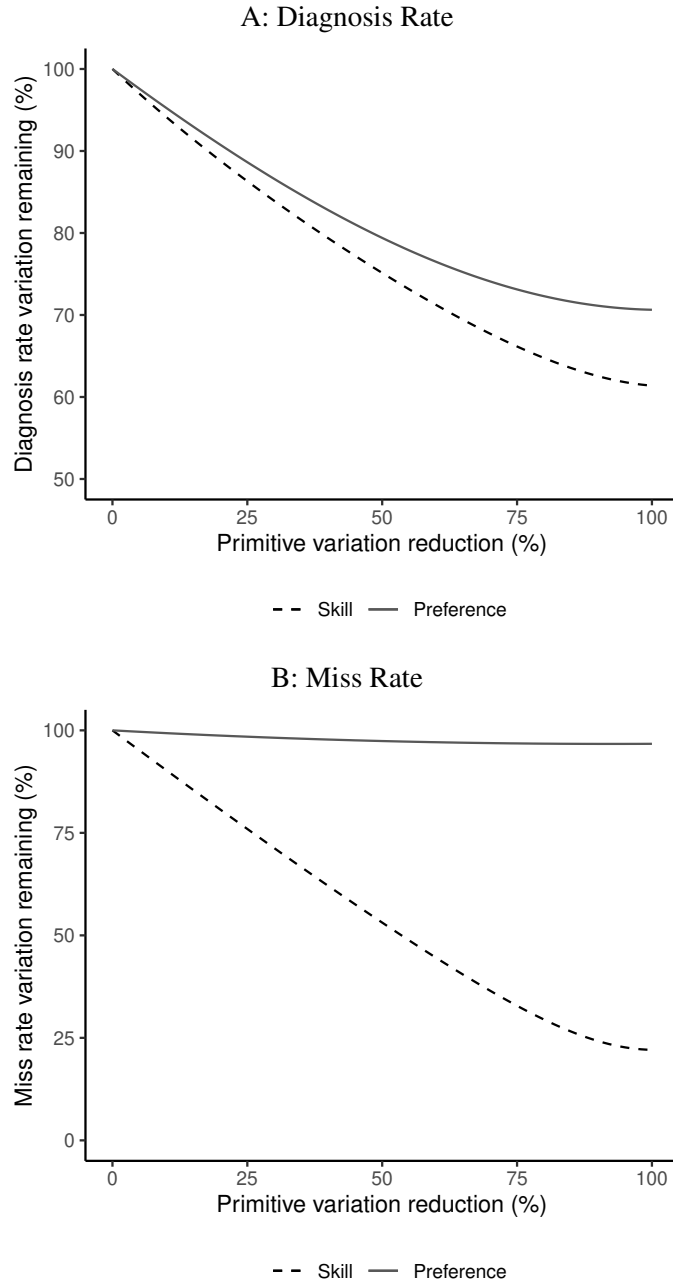 A: Diagnosis Rate
Diagnosis rate variation remaining (%)
100
90
80
70
60
50
0 25 50 75 100
Primitive variation reduction (%)
Skill Preference
B: Miss Rate
Miss rate variation remaining (%)
100
75
50
25
0
0 25 50 75 100
Primitive variation reduction (%)
Skill Preference